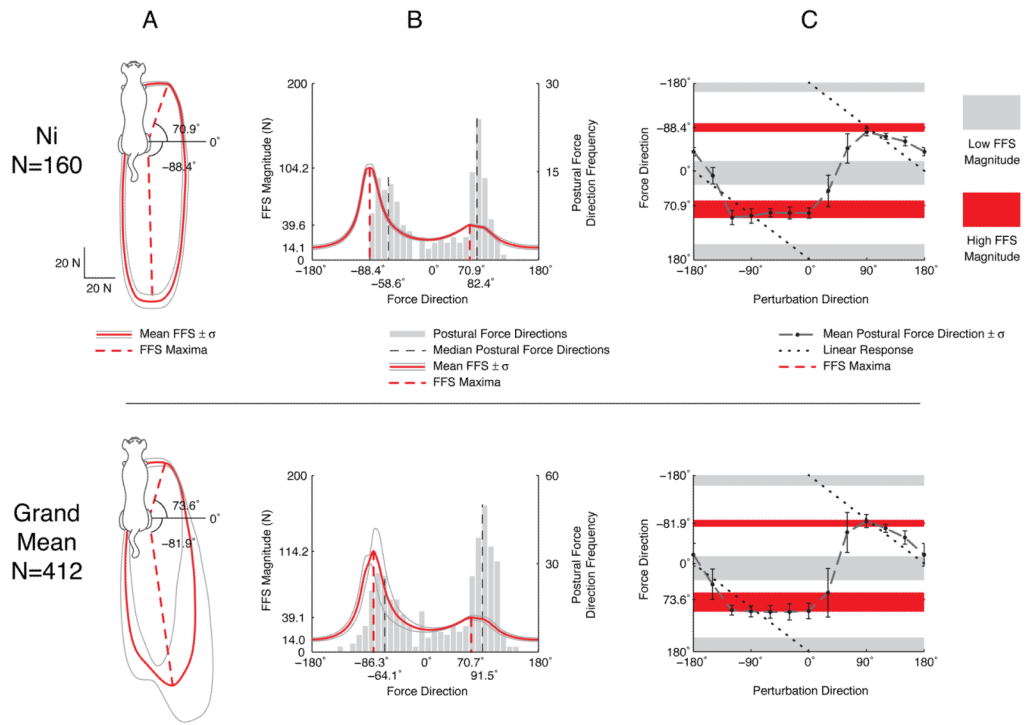 A
B
C
Ni
N=160
70.9°
0°
−88.4°
20 N
20 N
Mean FFS ± σ
FFS Maxima
FFS Magnitude (N)
200
104.2
39.6
14.1
0
30
15
0
Postural Force
Direction Frequency
−180°
−88.4°
0°
70.9°
180°
−58.6°
82.4°
Force Direction
Postural Force Directions
Median Postural Force Directions
Mean FFS ± σ
FFS Maxima
Force Direction
−180°
−88.4°
0°
70.9°
180°
−180°
−90°
0°
90°
180°
Perturbation Direction
Mean Postural Force Direction ± σ
Linear Response
FFS Maxima
Low FFS
Magnitude
High FFS
Magnitude
Grand
Mean
N=412
73.6°
0°
−81.9°
FFS Magnitude (N)
200
114.2
39.1
14.0
0
60
30
0
Postural Force
Direction Frequency
−180°
−86.3°
0°
70.7°
180°
−64.1°
91.5°
Force Direction
Force Direction
−180°
−81.9°
0°
73.6°
180°
−180°
−90°
0°
90°
180°
Perturbation Direction